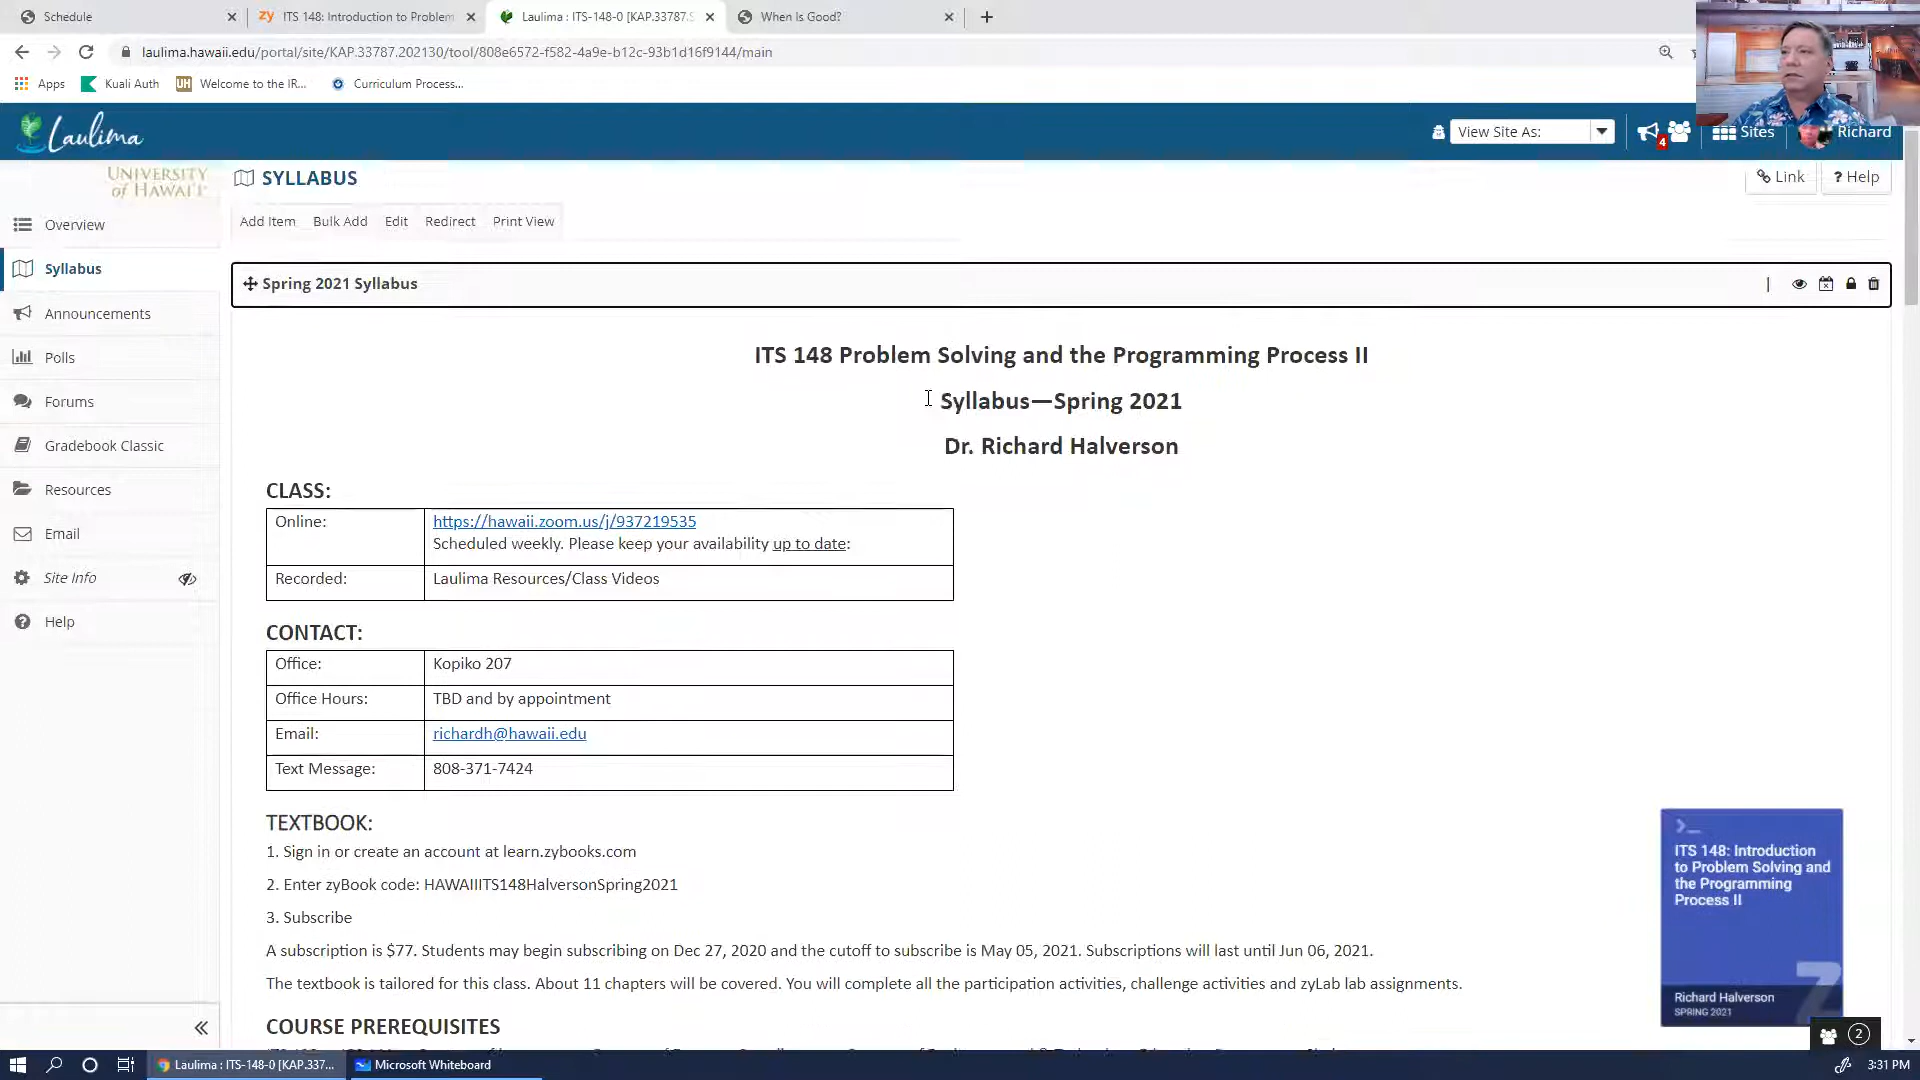 Schedule
zy ITS 148: Introduction to Problem
Laulima : ITS-148-0 [KAP.33787.
When Is Good?
laulima.hawaii.edu/portal/site/KAP.33787.202130/tool/808e6572-f582-4a9e-b12c-93b1d16f9144/main
Apps
Kuali Auth
UH Welcome to the IR...
Curriculum Process...
Laulima
View Site As:
4
Sites
Richard
UNIVERSITY
of HAWAI'I
SYLLABUS
Link
? Help
Add Item Bulk Add Edit Redirect Print View
Overview
Syllabus
Announcements
Polls
Forums
Gradebook Classic
Resources
Email
Site Info
Help
Spring 2021 Syllabus
ITS 148 Problem Solving and the Programming Process II
Syllabus—Spring 2021
Dr. Richard Halverson
CLASS:
Online: https://hawaii.zoom.us/j/937219535
Scheduled weekly. Please keep your availability up to date:
Recorded: Laulima Resources/Class Videos
CONTACT:
Office: Kopiko 207
Office Hours: TBD and by appointment
Email: richardh@hawaii.edu
Text Message: 808-371-7424
TEXTBOOK:
1. Sign in or create an account at learn.zybooks.com
2. Enter zyBook code: HAWAIIITS148HalversonSpring2021
3. Subscribe
A subscription is $77. Students may begin subscribing on Dec 27, 2020 and the cutoff to subscribe is May 05, 2021. Subscriptions will last until Jun 06, 2021.
The textbook is tailored for this class. About 11 chapters will be covered. You will complete all the participation activities, challenge activities and zyLab lab assignments.
ITS 148: Introduction
to Problem Solving and
the Programming
Process II
Richard Halverson
SPRING 2021
COURSE PREREQUISITES
2
Laulima : ITS-148-0 [KAP.337...
Microsoft Whiteboard
3:31 PM